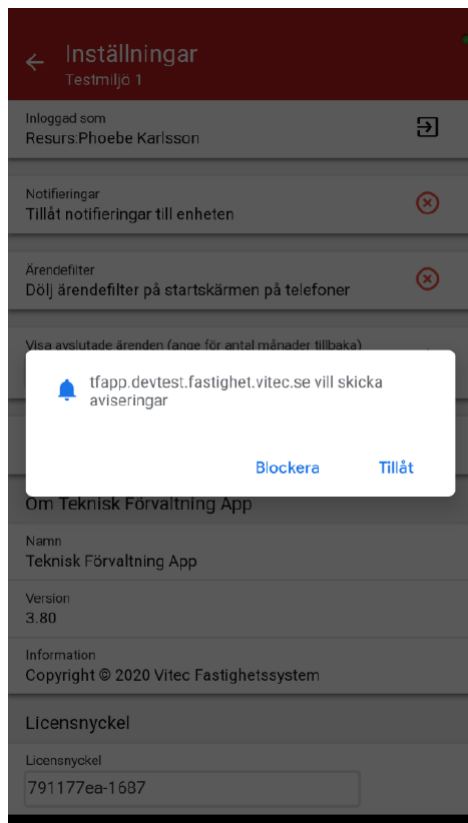 Inställningar
Testmiljö 1
Inloggad som
Resurs:Phoebe Karlsson
Notifieringar
Tillåt notifieringar till enheten
Ärendefilter
Dölj ärendefilter på startskärmen på telefoner
Visa avslutade ärenden (ange för antal månader tillbaka)
tfapp.devtest.fastighet.vitec.se vill skicka
aviseringar
Blockera Tillåt
Om Teknisk Förvaltning App
Namn
Teknisk Förvaltning App
Version
3.80
Information
Copyright © 2020 Vitec Fastighetssystem
Licensnyckel
Licensnyckel
791177ea-1687